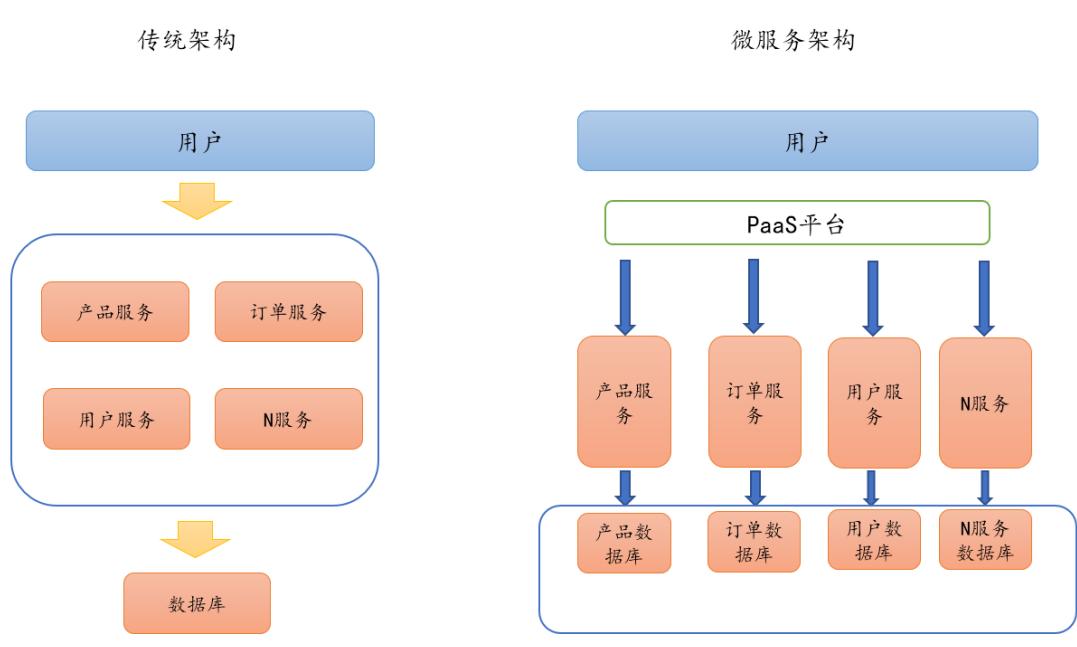 传统架构
用户
产品服务
订单服务
用户服务
N服务
数据库
微服务架构
用户
PaaS平台
产品服
务
订单服
务
用户服
务
N服务
产品数
据库
订单数
据库
用户数
据库
N服务
数据库